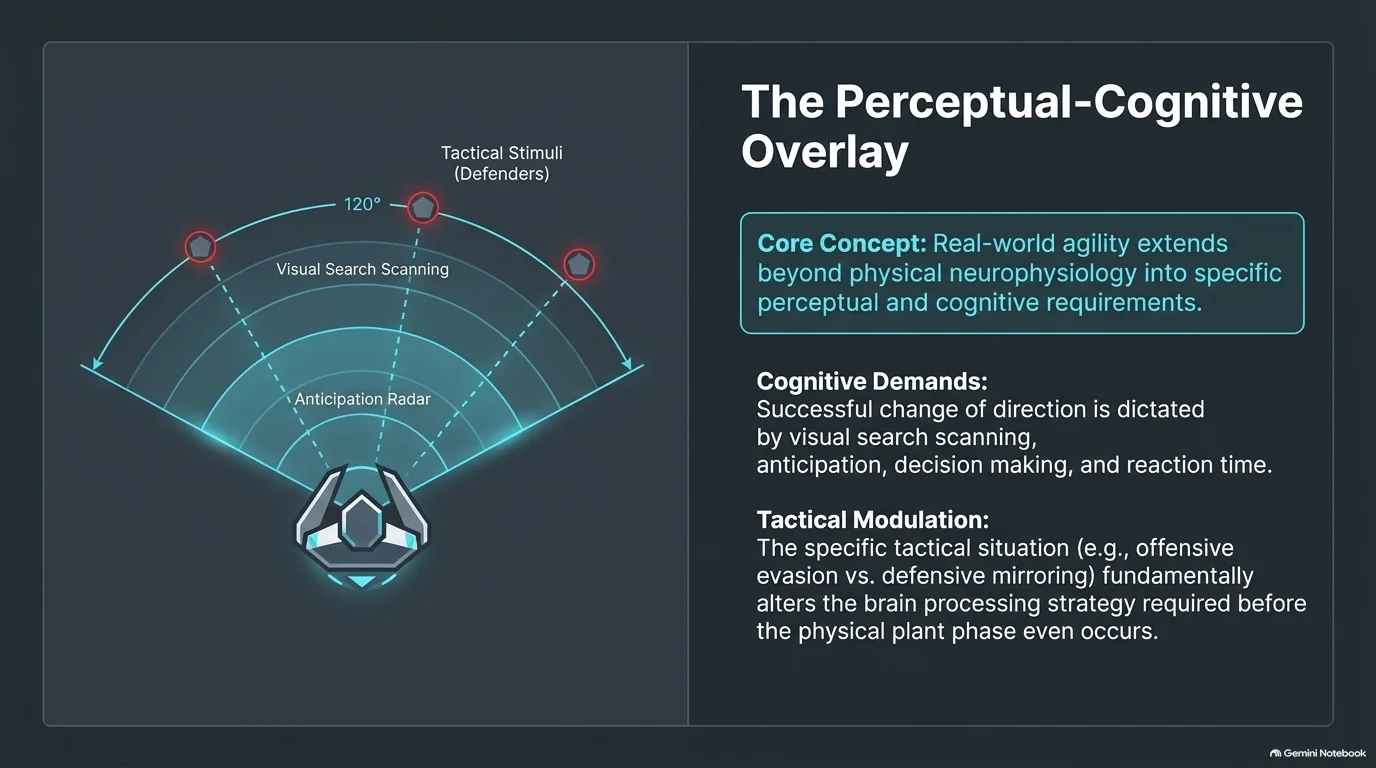 Tactical Stimuli
(Defenders)
120°
Visual Search Scanning
Anticipation Radar
The Perceptual-Cognitive
Overlay
Core Concept: Real-world agility extends
beyond physical neurophysiology into specific
perceptual and cognitive requirements.
Cognitive Demands:
Successful change of direction is dictated
by visual search scanning,
anticipation, decision making, and reaction time.
Tactical Modulation:
The specific tactical situation (e.g., offensive
evasion vs. defensive mirroring) fundamentally
alters the brain processing strategy required before
the physical plant phase even occurs.
Gemini Notebook